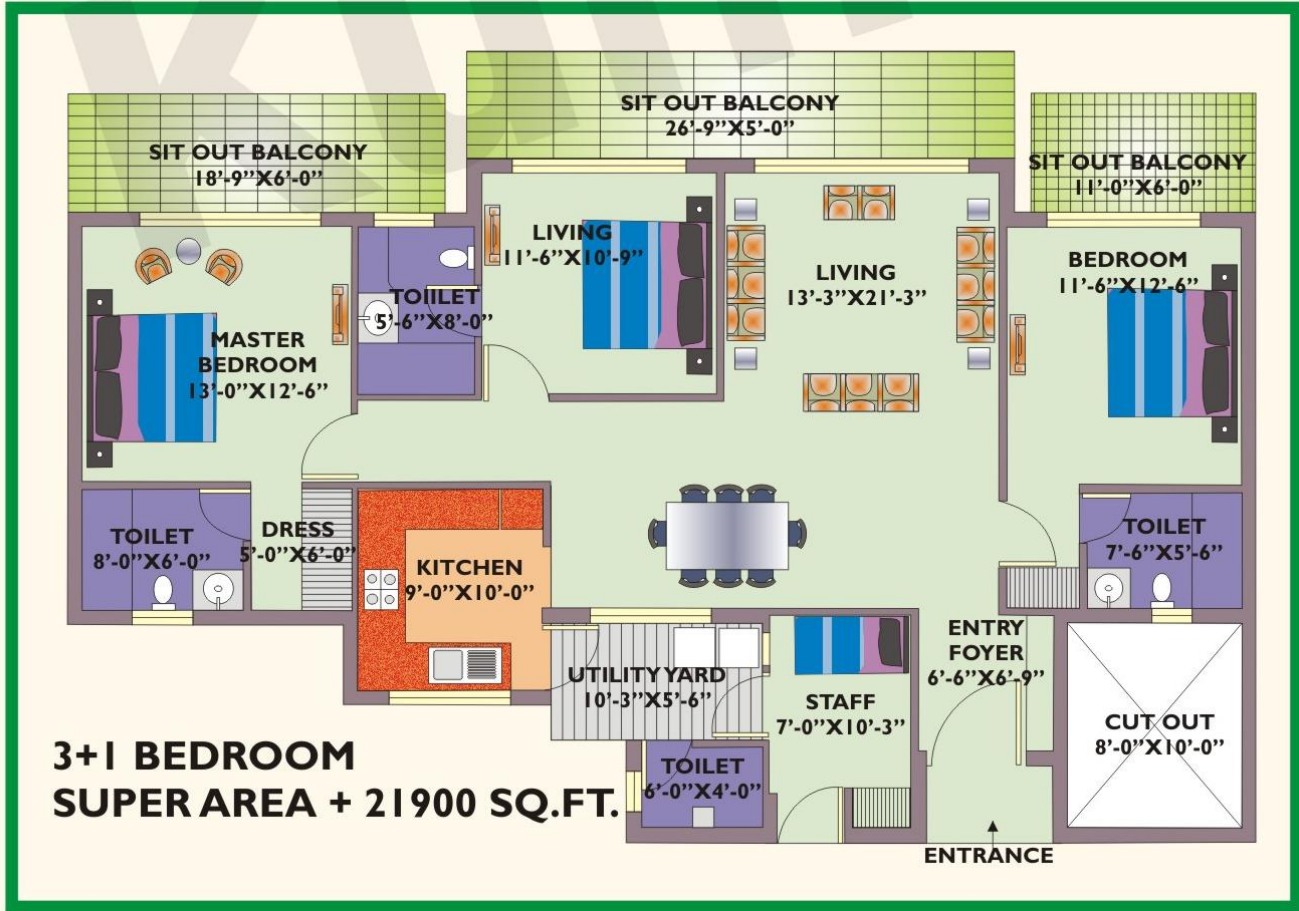 SIT OUT BALCONY
26'-9”X5'-0”
SIT OUT BALCONY
18'-9”X6'-0”
SIT OUT BALCONY
11'-0”X6'-0”
LIVING
11'-6”X10'-9”
LIVING
13'-3”X21'-3”
BEDROOM
11'-6”X12'-6”
TOIILET
5'-6”X8'-0”
MASTER
BEDROOM
13'-0”X12'-6”
TOILET
8'-0”X6'-0”
DRESS
5'-0”X6'-0”
KITCHEN
9'-0”X10'-0”
TOILET
7'-6”X5'-6”
ENTRY
FOYER
6'-6”X6'-9”
UTILITY YARD
10'-3”X5'-6”
STAFF
7'-0”X10'-3”
CUT OUT
8'-0”X10'-0”
TOILET
6'-0”X4'-0”
3+1 BEDROOM
SUPER AREA + 21900 SQ.FT.
ENTRANCE